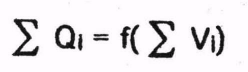 ∑ Qi = f(∑ Vi)